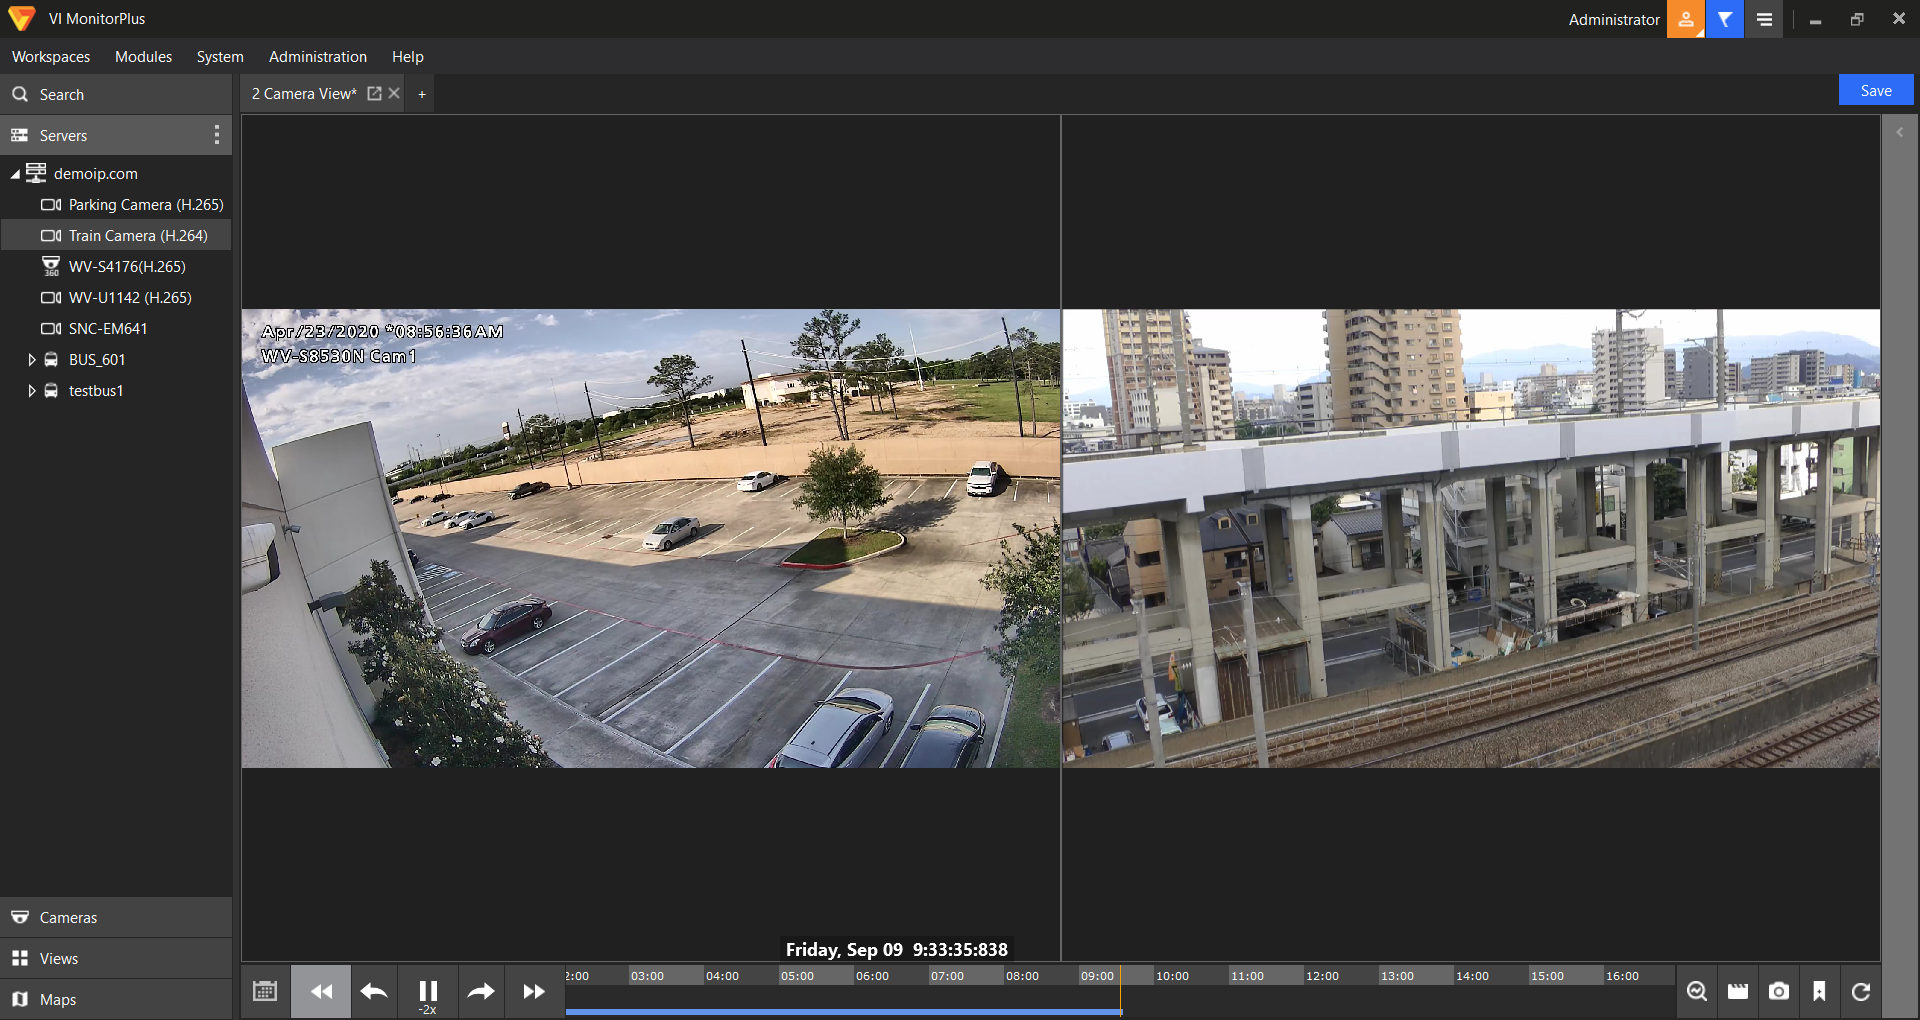 VI MonitorPlus
Administrator
Workspaces Modules System Administration Help
Search
2 Camera View* +
Save
Servers
demoip.com
Parking Camera (H.265)
Train Camera (H.264)
360 WV-S4176(H.265)
WV-U1142 (H.265)
SNC-EM641
BUS_601
testbus1
Apr/23/2020 *08:56:36AM
WV-S8530N Cam1
Cameras
Views
Maps
Friday, Sep 09 9:33:35:838
-2x
2:00 03:00 04:00 05:00 06:00 07:00 08:00 09:00 10:00 11:00 12:00 13:00 14:00 15:00 16:00